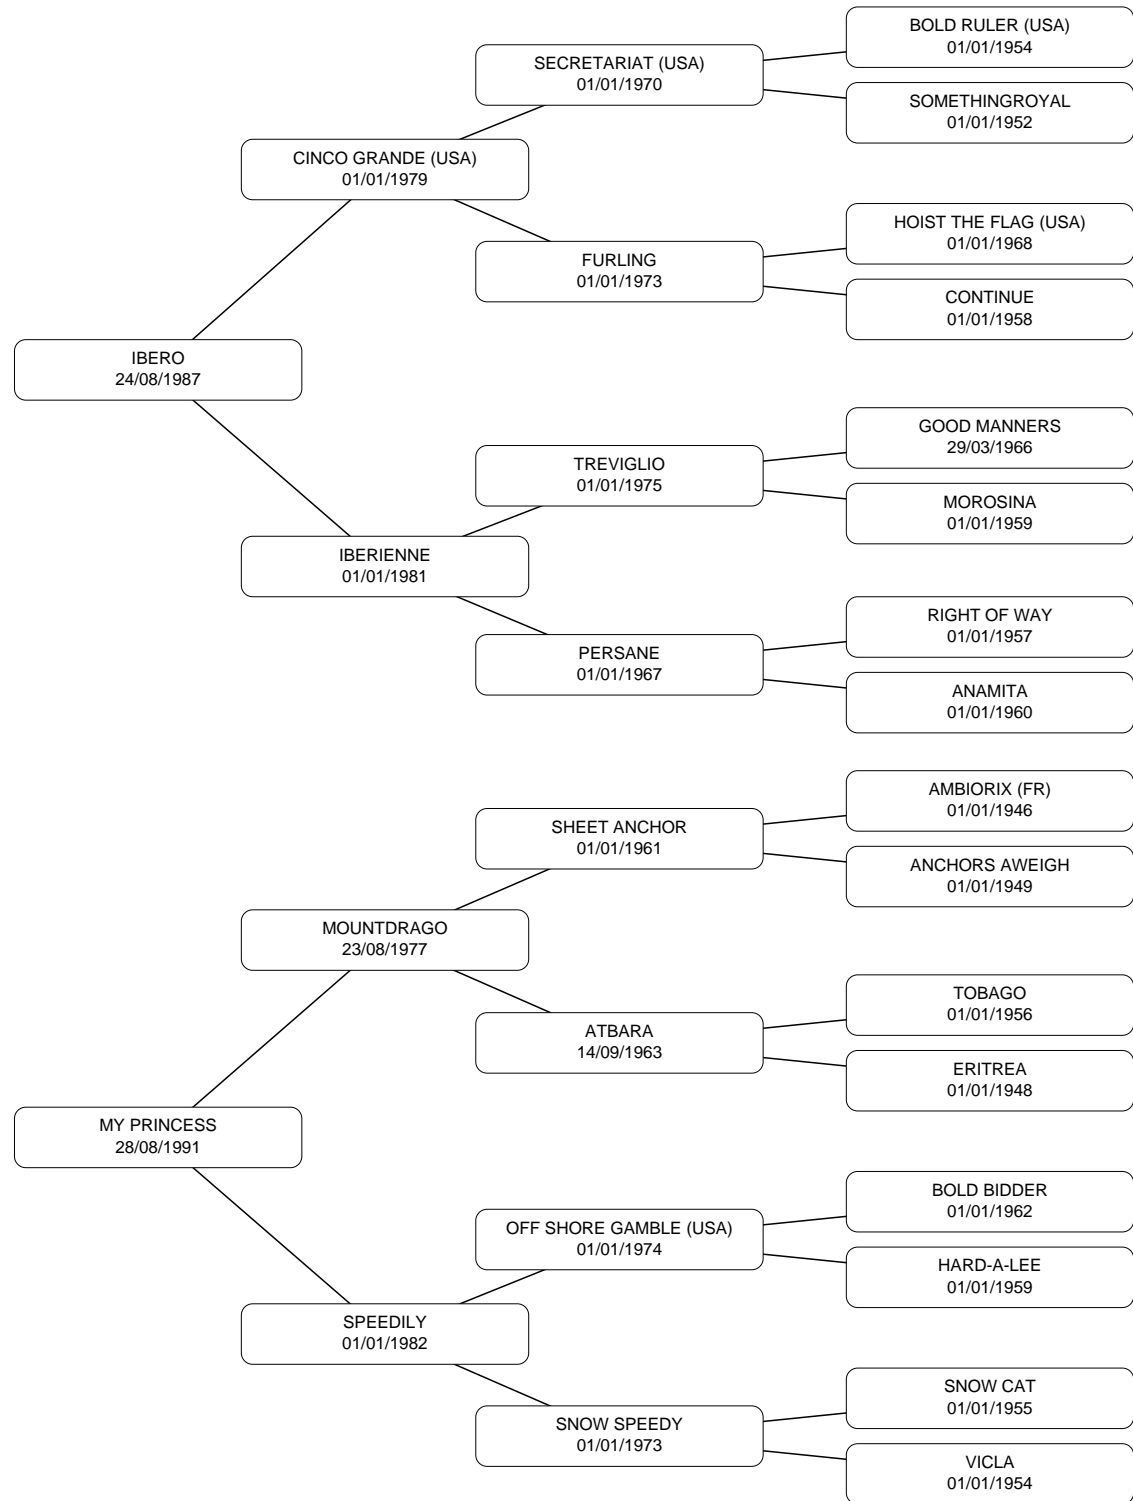 BOLD RULER (USA)
01/01/1954
SECRETARIAT (USA)
01/01/1970
SOMETHINGROYAL
01/01/1952
CINCO GRANDE (USA)
01/01/1979
HOIST THE FLAG (USA)
01/01/1968
FURLING
01/01/1973
CONTINUE
01/01/1958
IBERO
24/08/1987
GOOD MANNERS
29/03/1966
TREVIGLIO
01/01/1975
MOROSINA
01/01/1959
IBERIENNE
01/01/1981
RIGHT OF WAY
01/01/1957
PERSANE
01/01/1967
ANAMITA
01/01/1960
AMBIORIX (FR)
01/01/1946
SHEET ANCHOR
01/01/1961
ANCHORS AWEIGH
01/01/1949
MOUNTDRAGO
23/08/1977
TOBAGO
01/01/1956
ATBARA
14/09/1963
ERITREA
01/01/1948
MY PRINCESS
28/08/1991
BOLD BIDDER
01/01/1962
OFF SHORE GAMBLE (USA)
01/01/1974
HARD-A-LEE
01/01/1959
SPEEDILY
01/01/1982
SNOW CAT
01/01/1955
SNOW SPEEDY
01/01/1973
VICLA
01/01/1954